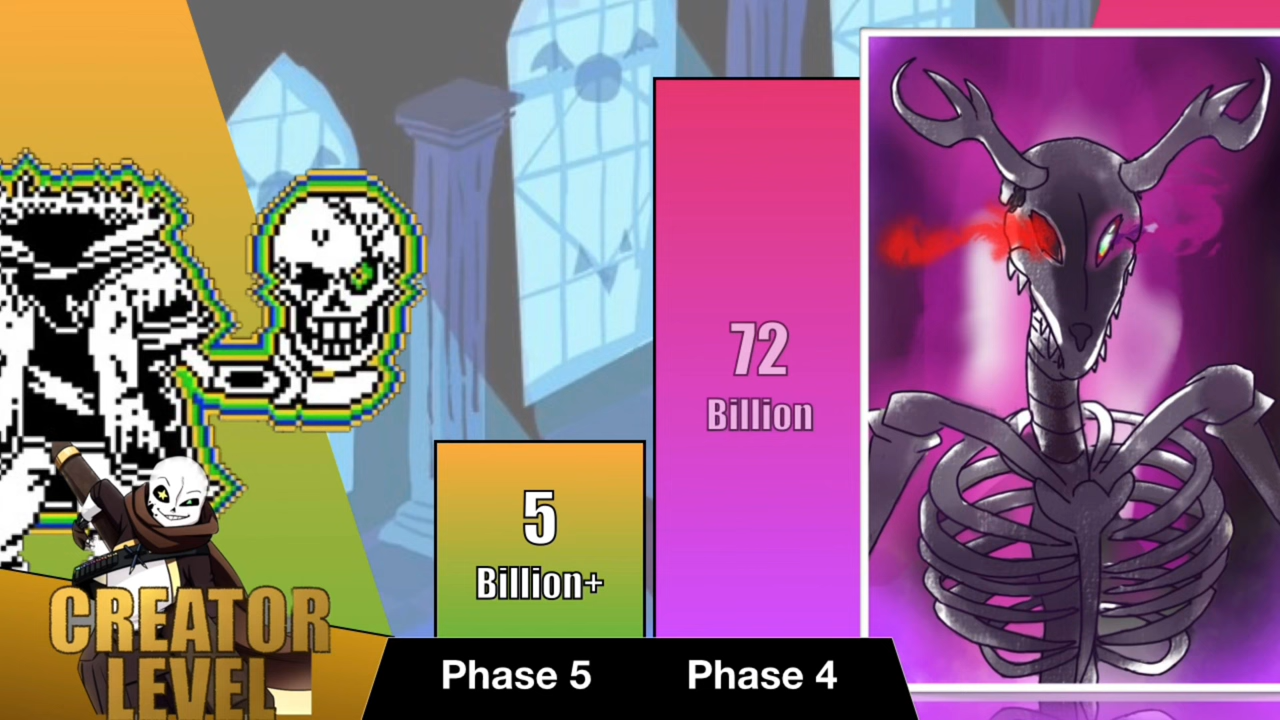 72
Billion
5
Billion+
CREATOR
LEVEL
Phase 5
Phase 4